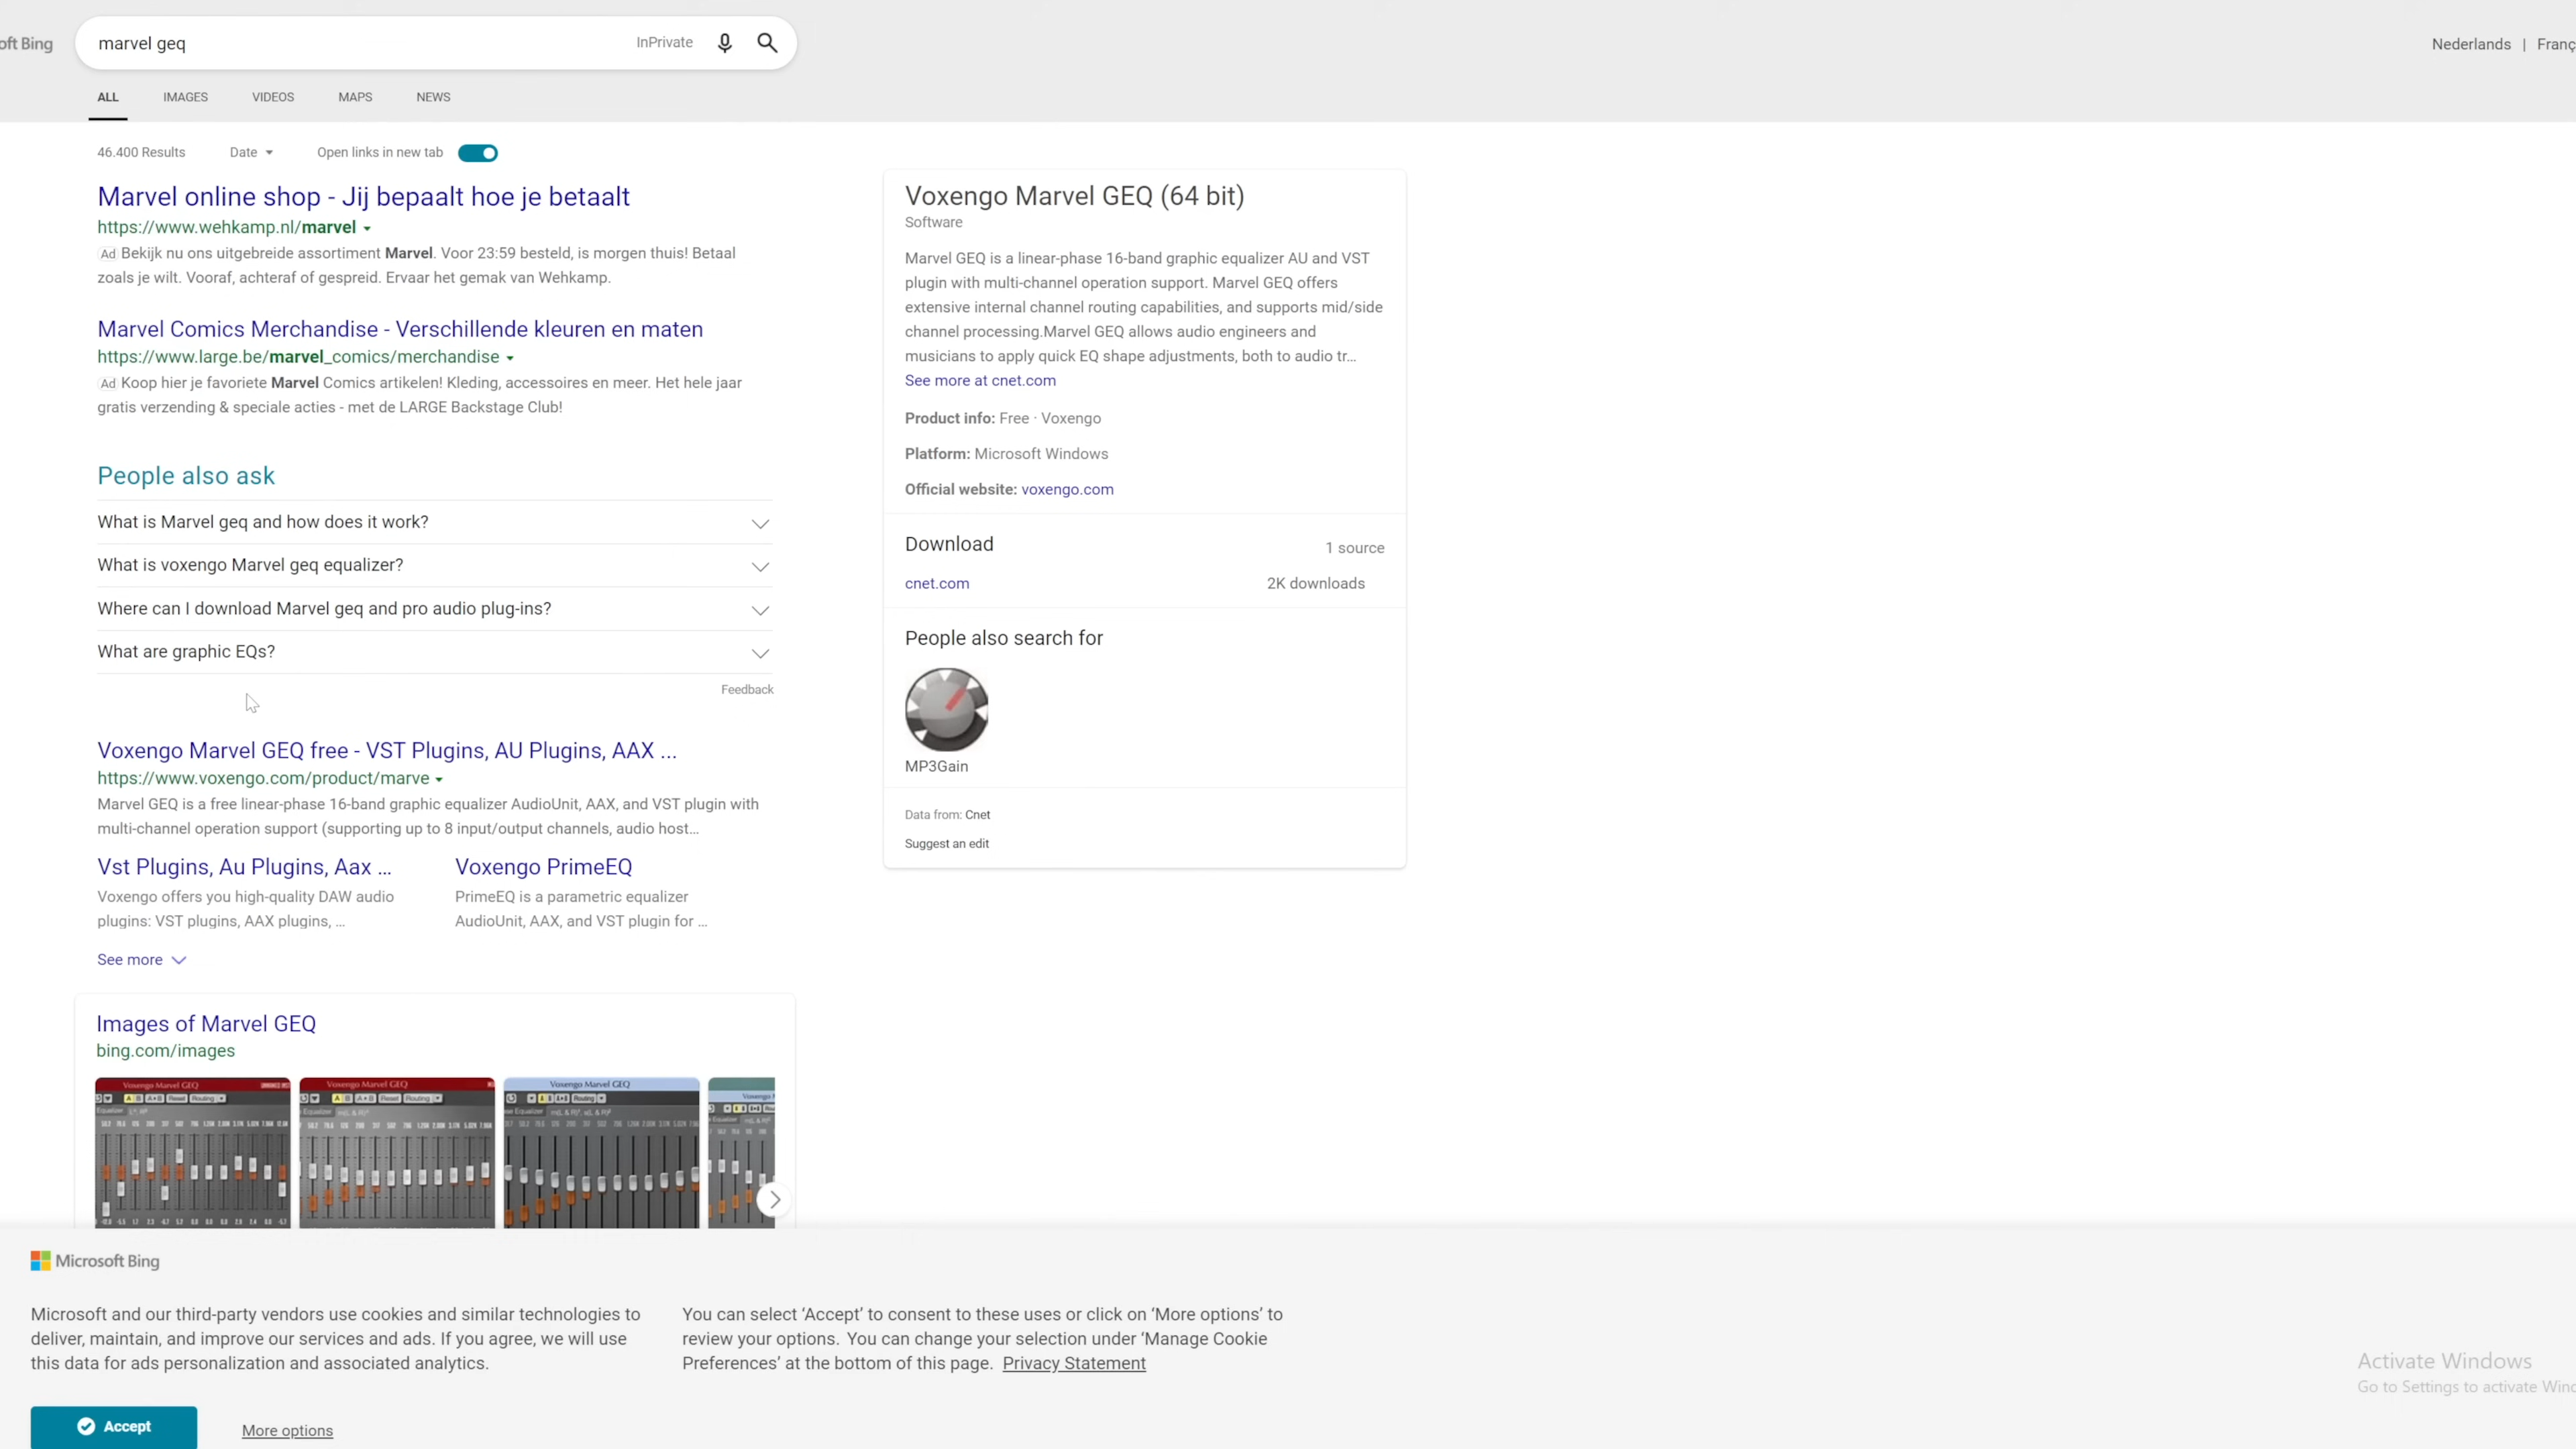 oft Bing
marvel geq
InPrivate
Nederlands | Franç
ALL
IMAGES
VIDEOS
MAPS
NEWS
46.400 Results
Date
Open links in new tab
Marvel online shop - Jij bepaalt hoe je betaalt
https://www.wehkamp.nl/marvel
Ad Bekijk nu ons uitgebreide assortiment Marvel. Voor 23:59 besteld, is morgen thuis! Betaal
zoals je wilt. Vooraf, achteraf of gespreid. Ervaar het gemak van Wehkamp.
Marvel Comics Merchandise - Verschillende kleuren en maten
https://www.large.be/marvel_comics/merchandise
Ad Koop hier je favoriete Marvel Comics artikelen! Kleding, accessoires en meer. Het hele jaar
gratis verzending & speciale acties - met de LARGE Backstage Club!
People also ask
What is Marvel geq and how does it work?
What is voxengo Marvel geq equalizer?
Where can I download Marvel geq and pro audio plug-ins?
What are graphic EQs?
Feedback
Voxengo Marvel GEQ free - VST Plugins, AU Plugins, AAX ...
https://www.voxengo.com/product/marve
Marvel GEQ is a free linear-phase 16-band graphic equalizer AudioUnit, AAX, and VST plugin with
multi-channel operation support (supporting up to 8 input/output channels, audio host...
Vst Plugins, Au Plugins, Aax ...
Voxengo offers you high-quality DAW audio
plugins: VST plugins, AAX plugins, ...
Voxengo PrimeEQ
PrimeEQ is a parametric equalizer
AudioUnit, AAX, and VST plugin for ...
See more
Images of Marvel GEQ
bing.com/images
Voxengo Marvel GEQ
Voxengo Marvel GEQ
Voxengo Marvel GEQ
Voxengo Marvel GEQ (64 bit)
Software
Marvel GEQ is a linear-phase 16-band graphic equalizer AU and VST
plugin with multi-channel operation support. Marvel GEQ offers
extensive internal channel routing capabilities, and supports mid/side
channel processing.Marvel GEQ allows audio engineers and
musicians to apply quick EQ shape adjustments, both to audio tr...
See more at cnet.com
Product info: Free · Voxengo
Platform: Microsoft Windows
Official website: voxengo.com
Download
1 source
cnet.com
2K downloads
People also search for
MP3Gain
Data from: Cnet
Suggest an edit
Microsoft Bing
Microsoft and our third-party vendors use cookies and similar technologies to
deliver, maintain, and improve our services and ads. If you agree, we will use
this data for ads personalization and associated analytics.
You can select ‘Accept’ to consent to these uses or click on ‘More options’ to
review your options. You can change your selection under ‘Manage Cookie
Preferences’ at the bottom of this page. Privacy Statement
Accept
More options
Activate Windows
Go to Settings to activate Winc